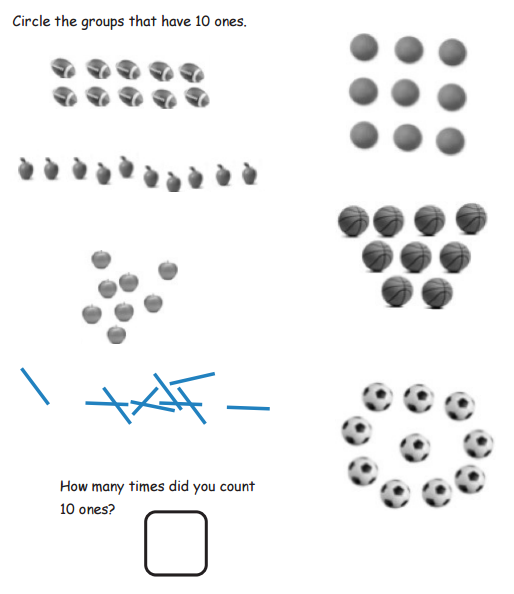 Circle the groups that have 10 ones.
How many times did you count
10 ones?